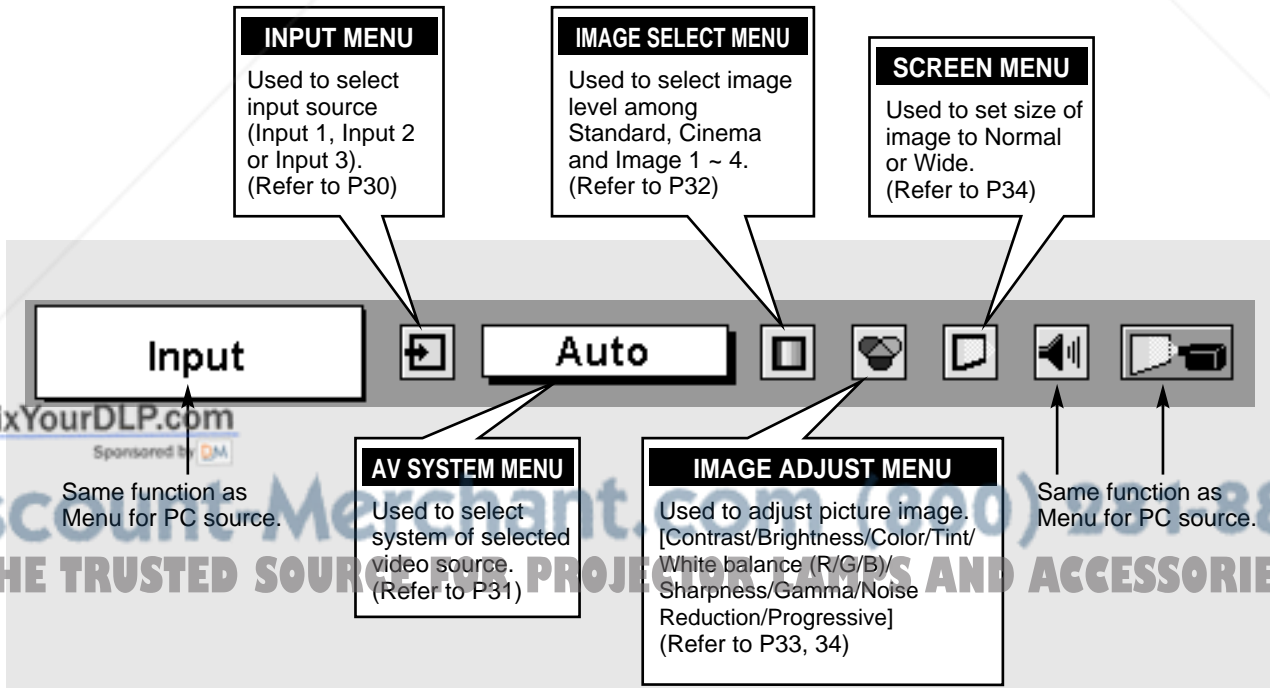 INPUT MENU
Used to select
input source
(Input 1, Input 2
or Input 3).
(Refer to P30)
IMAGE SELECT MENU
Used to select image
level among
Standard, Cinema
and Image 1 ~ 4.
(Refer to P32)
SCREEN MENU
Used to set size of
image to Normal
or Wide.
(Refer to P34)
Input
Auto
ixYourDLP.com
Sponsored by DM
Same function as
Menu for PC source.
AV SYSTEM MENU
Used to select
system of selected
video source.
(Refer to P31)
IMAGE ADJUST MENU
Used to adjust picture image.
[Contrast/Brightness/Color/Tint/
White balance (R/G/B)/
Sharpness/Gamma/Noise
Reduction/Progressive]
(Refer to P33, 34)
Same function as
Menu for PC source.
scount-Merchant.com (800) 281-88
HE TRUSTED SOURCE FOR PROJECTOR LAMPS AND ACCESSORIE